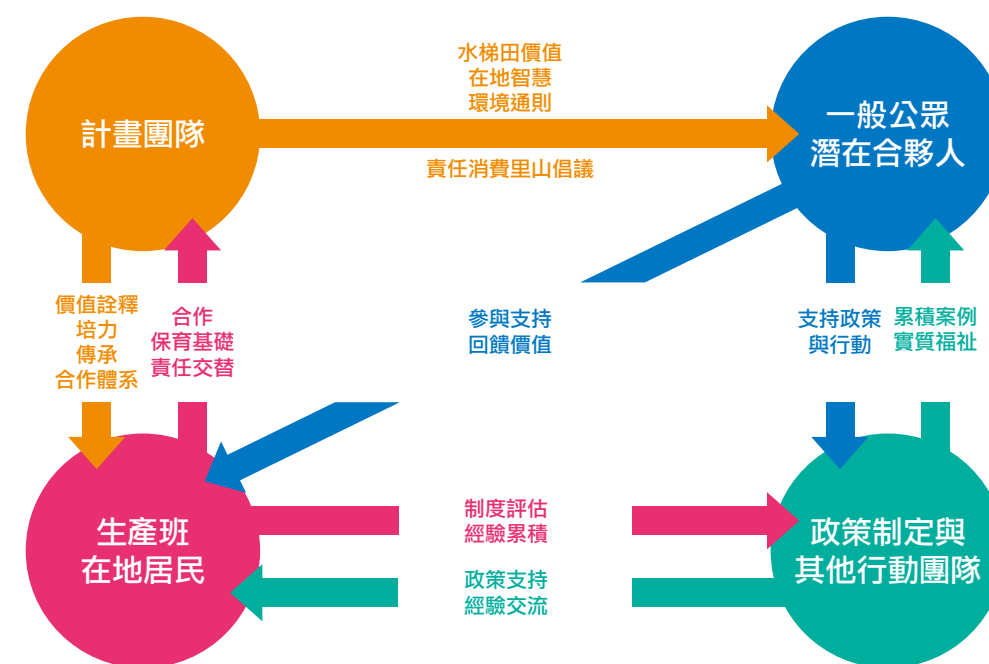 水梯田價值
在地智慧
環境通則
計畫團隊
一般公眾
潛在合夥人
責任消費里山倡議
價值詮釋
培力
傳承
合作體系
合作
保育基礎
責任交替
參與支持
回饋價值
支持政策
與行動
累積案例
實質福祉
生產班
在地居民
制度評估
經驗累積
政策支持
經驗交流
政策制定與
其他行動團隊